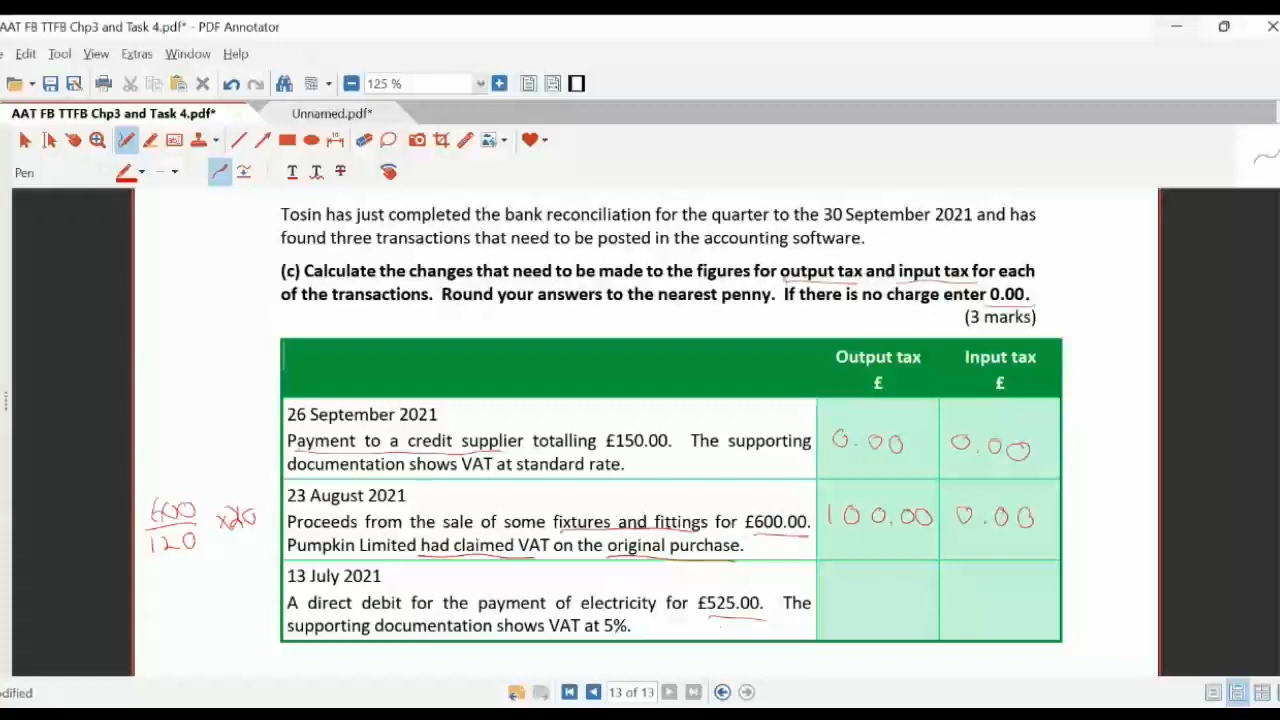 AAT FB TTFB Chp3 and Task 4.pdf* - PDF Annotator
Edit Tool View Extras Window Help
125 %
AAT FB TTFB Chp3 and Task 4.pdf* Unnamed.pdf*
Pen
Tosin has just completed the bank reconciliation for the quarter to the 30 September 2021 and has
found three transactions that need to be posted in the accounting software.
(c) Calculate the changes that need to be made to the figures for output tax and input tax for each
of the transactions. Round your answers to the nearest penny. If there is no charge enter 0.00.
(3 marks)
Output tax Input tax
£ £
26 September 2021
Payment to a credit supplier totalling £150.00. The supporting 0.00 0.00
documentation shows VAT at standard rate.
23 August 2021
600
120 x20
Proceeds from the sale of some fixtures and fittings for £600.00. 100.00 0.00
Pumpkin Limited had claimed VAT on the original purchase.
13 July 2021
A direct debit for the payment of electricity for £525.00. The
supporting documentation shows VAT at 5%.
13 of 13